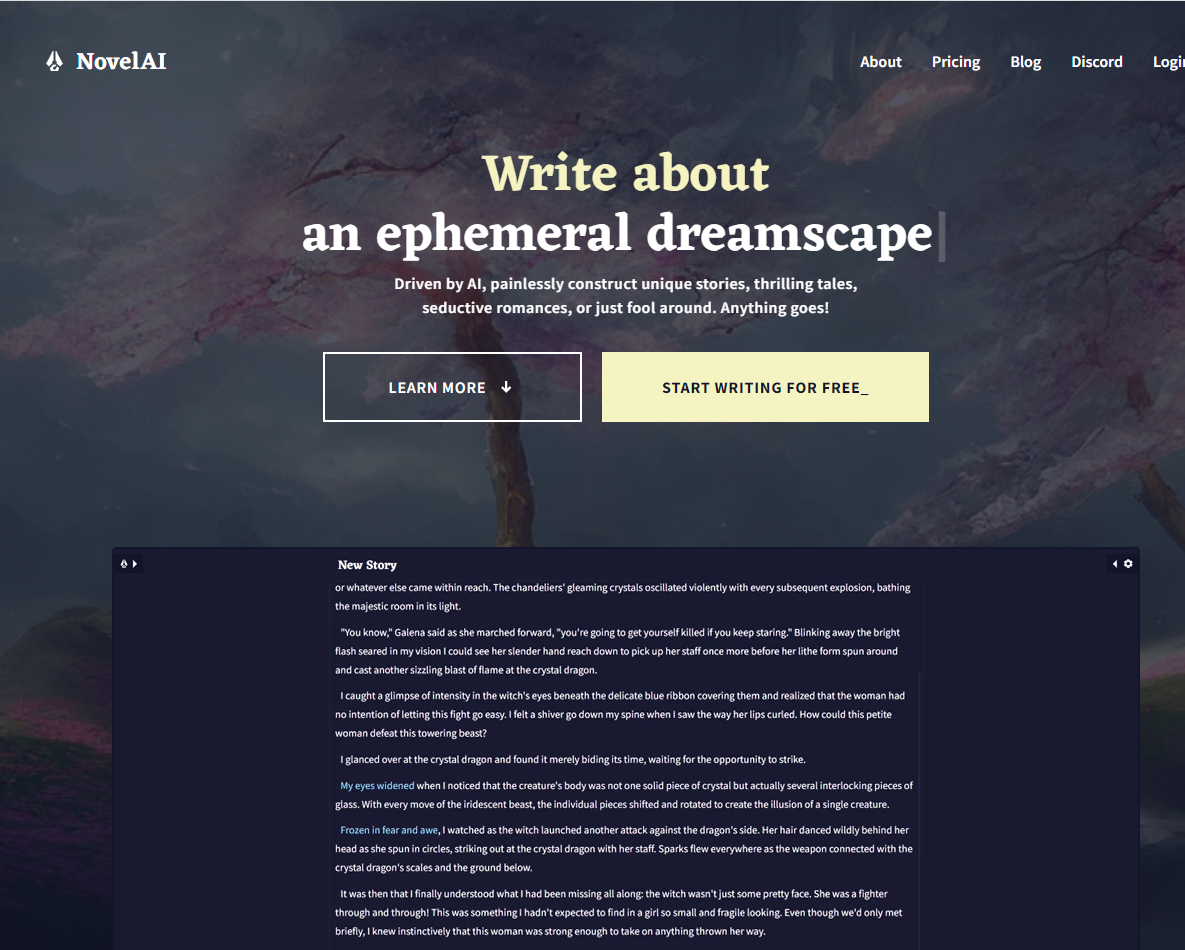 NovelAI
About Pricing Blog Discord Login
Write about
an ephemeral dreamscape
Driven by AI, painlessly construct unique stories, thrilling tales,
seductive romances, or just fool around. Anything goes!
LEARN MORE ↓
START WRITING FOR FREE_
New Story
or whatever else came within reach. The chandeliers' gleaming crystals oscillated violently with every subsequent explosion, bathing
the majestic room in its light.
"You know," Galena said as she marched forward, "you're going to get yourself killed if you keep staring." Blinking away the bright
flash seared in my vision I could see her slender hand reach down to pick up her staff once more before her lithe form spun around
and cast another sizzling blast of flame at the crystal dragon.
I caught a glimpse of intensity in the witch's eyes beneath the delicate blue ribbon covering them and realized that the woman had
no intention of letting this fight go easy. I felt a shiver go down my spine when I saw the way her lips curled. How could this petite
woman defeat this towering beast?
I glanced over at the crystal dragon and found it merely biding its time, waiting for the opportunity to strike.
My eyes widened when I noticed that the creature's body was not one solid piece of crystal but actually several interlocking pieces of
glass. With every move of the iridescent beast, the individual pieces shifted and rotated to create the illusion of a single creature.
Frozen in fear and awe, I watched as the witch launched another attack against the dragon's side. Her hair danced wildly behind her
head as she spun in circles, striking out at the crystal dragon with her staff. Sparks flew everywhere as the weapon connected with the
crystal dragon's scales and the ground below.
It was then that I finally understood what I had been missing all along: the witch wasn't just some pretty face. She was a fighter
through and through! This was something I hadn't expected to find in a girl so small and fragile looking. Even though we'd only met
briefly, I knew instinctively that this woman was strong enough to take on anything thrown her way.